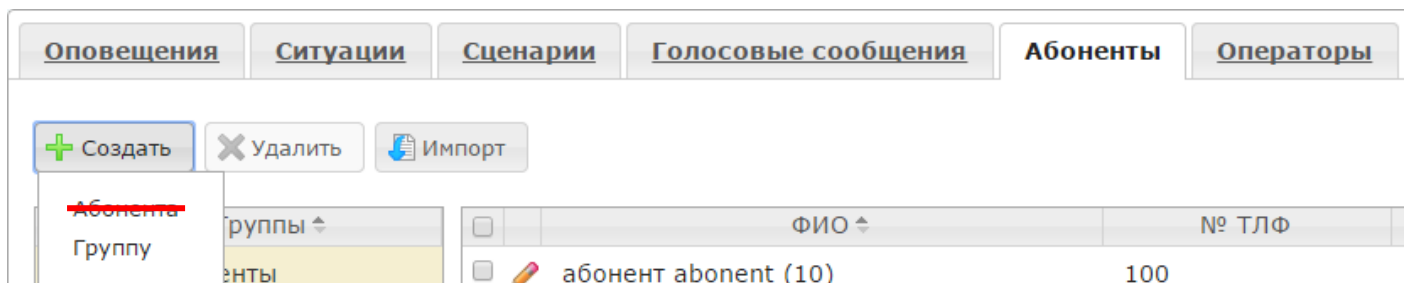 Оповещения Ситуации Сценарии Голосовые сообщения Абоненты Операторы
Создать Удалить Импорт
Абонента
Группы ФИО № ТЛФ
Группу
абонент abonent (10) 100